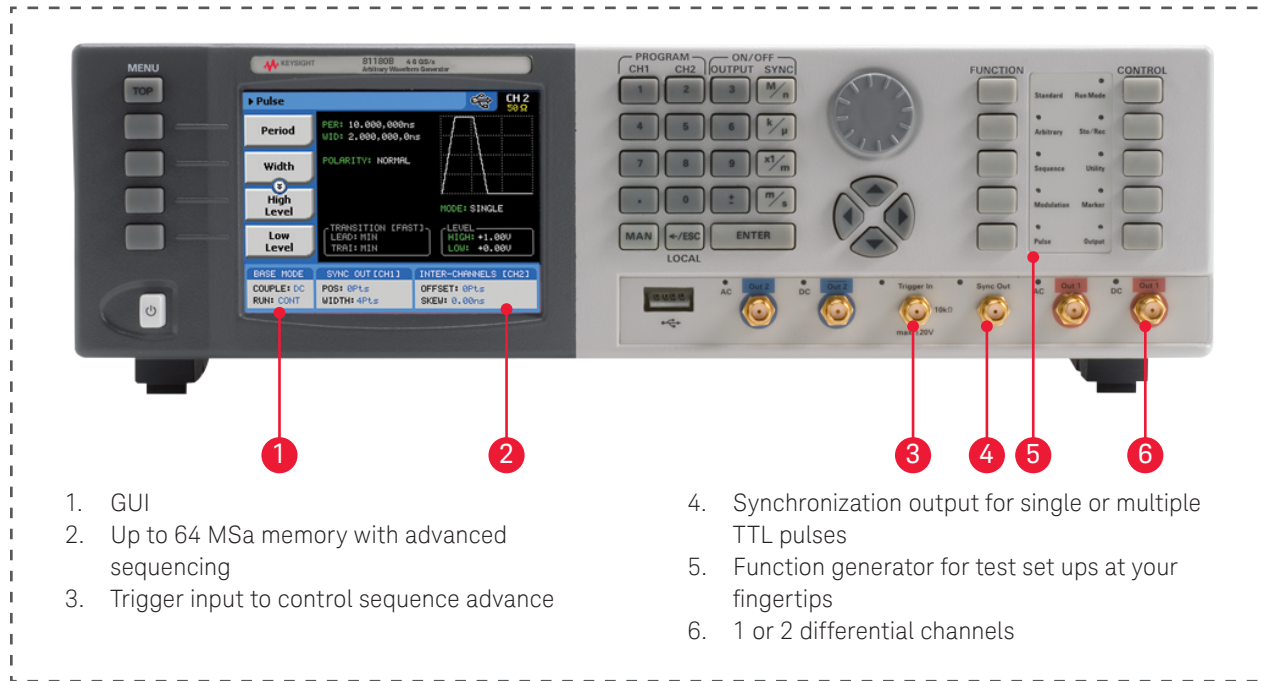 MENU
TOP
KEYSIGHT
81180B 4.6 GS/s
Arbitrary Waveform Generator
Pulse
CH 2
50 Ω
Period
Width
High
Level
Low
Level
PER: 10.000,000ns
WID: 2.000,000,0ns
POLARITY: NORMAL
MODE: SINGLE
TRANSITION [FAST]
LEAD: MIN
TRAI: MIN
LEVEL
HIGH: +1.00V
LOW: +0.00V
BASE MODE
COUPLE: DC
RUN: CONT
SYNC OUT [CH1]
POS: 0Pts
WIDTH: 4Pts
INTER-CHANNELS [CH2]
OFFSET: 0Pts
SKEW: 0.00ns
PROGRAM
CH1 CH2
ON/OFF
OUTPUT SYNC
1 2 3 M/n
4 5 6 k/µ
7 8 9 x1/m
. 0 ± m/s
MAN ←/ESC ENTER
LOCAL
FUNCTION CONTROL
Standard Run Mode
Arbitrary Sto/Rec
Sequence Utility
Modulation Marker
Pulse Output
AC Out 2
DC Out 2
Trigger In
10kΩ
Sync Out
AC Out 1
DC Out 1
1
2
3
4
5
6
1. GUI
2. Up to 64 MSa memory with advanced
sequencing
3. Trigger input to control sequence advance
4. Synchronization output for single or multiple
TTL pulses
5. Function generator for test set ups at your
fingertips
6. 1 or 2 differential channels